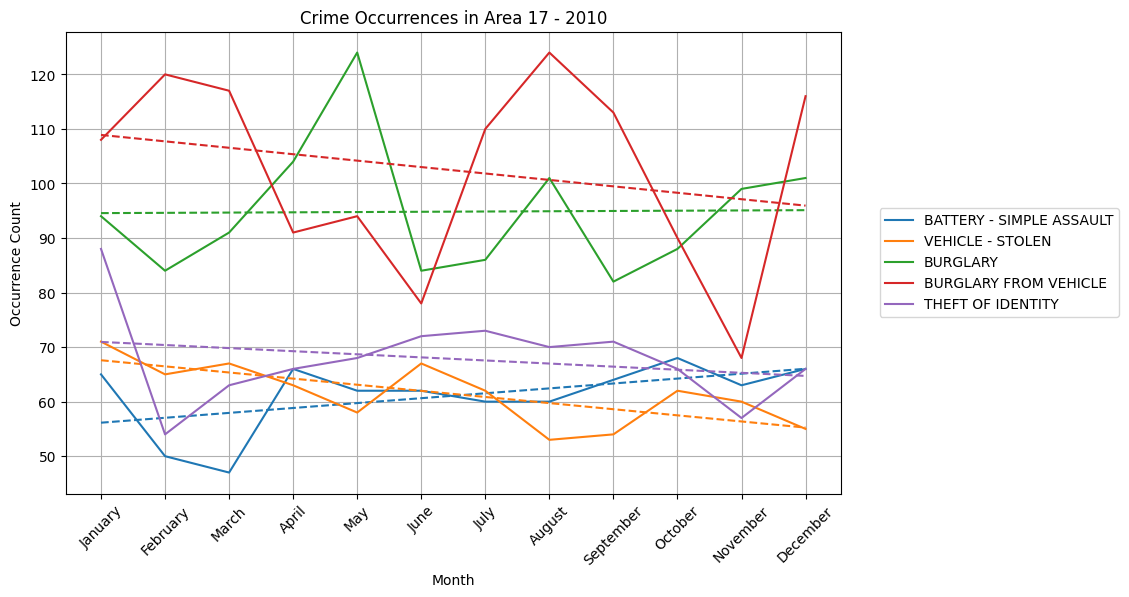 Crime Occurrences in Area 17 - 2010
Occurrence Count
120
110
100
90
80
70
60
50
January
February
March
April
May
June
July
August
September
October
November
December
Month
BATTERY - SIMPLE ASSAULT
VEHICLE - STOLEN
BURGLARY
BURGLARY FROM VEHICLE
THEFT OF IDENTITY